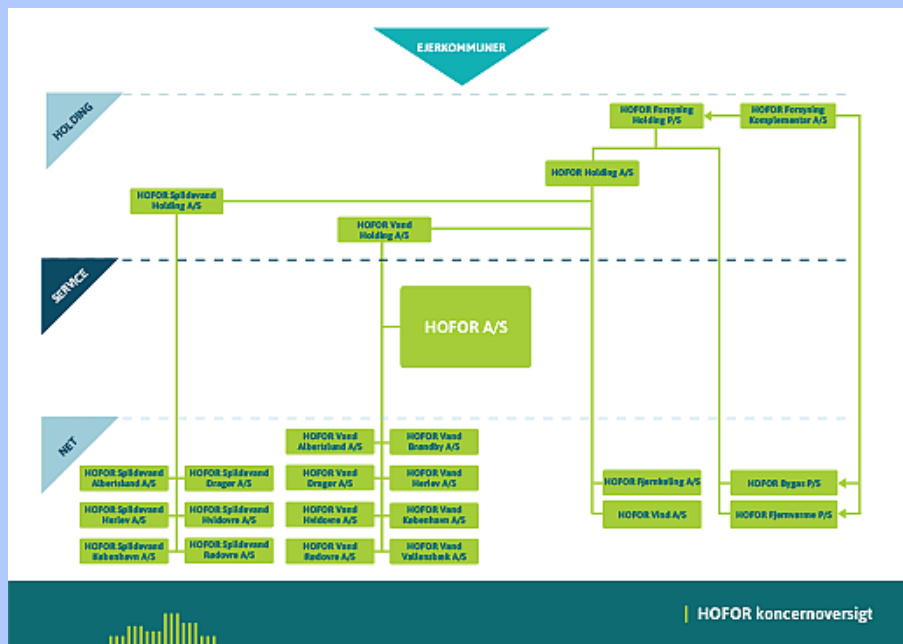 EJERKOMMUNER
HOLDING
HOFOR Forsyning
Holding P/S
HOFOR Forsyning
Komplementar A/S
HOFOR Holding A/S
HOFOR Spildevand
Holding A/S
HOFOR Vand
Holding A/S
SERVICE
HOFOR A/S
NET
HOFOR Vand
Albertslund A/S
HOFOR Vand
Brøndby A/S
HOFOR Spildevand
Albertslund A/S
HOFOR Spildevand
Dragør A/S
HOFOR Vand
Dragør A/S
HOFOR Vand
Herlev A/S
HOFOR Fjernkøling A/S
HOFOR Bygas P/S
HOFOR Spildevand
Herlev A/S
HOFOR Spildevand
Hvidovre A/S
HOFOR Vand
Hvidovre A/S
HOFOR Vand
København A/S
HOFOR Vind A/S
HOFOR Fjernvarme P/S
HOFOR Spildevand
København A/S
HOFOR Spildevand
Rødovre A/S
HOFOR Vand
Rødovre A/S
HOFOR Vand
Vallensbæk A/S
HOFOR koncernoversigt